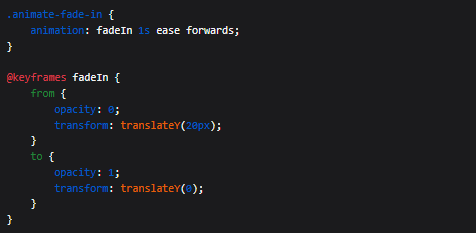 .animate-fade-in {
    animation: fadeIn 1s ease forwards;
}

@keyframes fadeIn {
    from {
        opacity: 0;
        transform: translateY(20px);
    }
    to {
        opacity: 1;
        transform: translateY(0);
    }
}